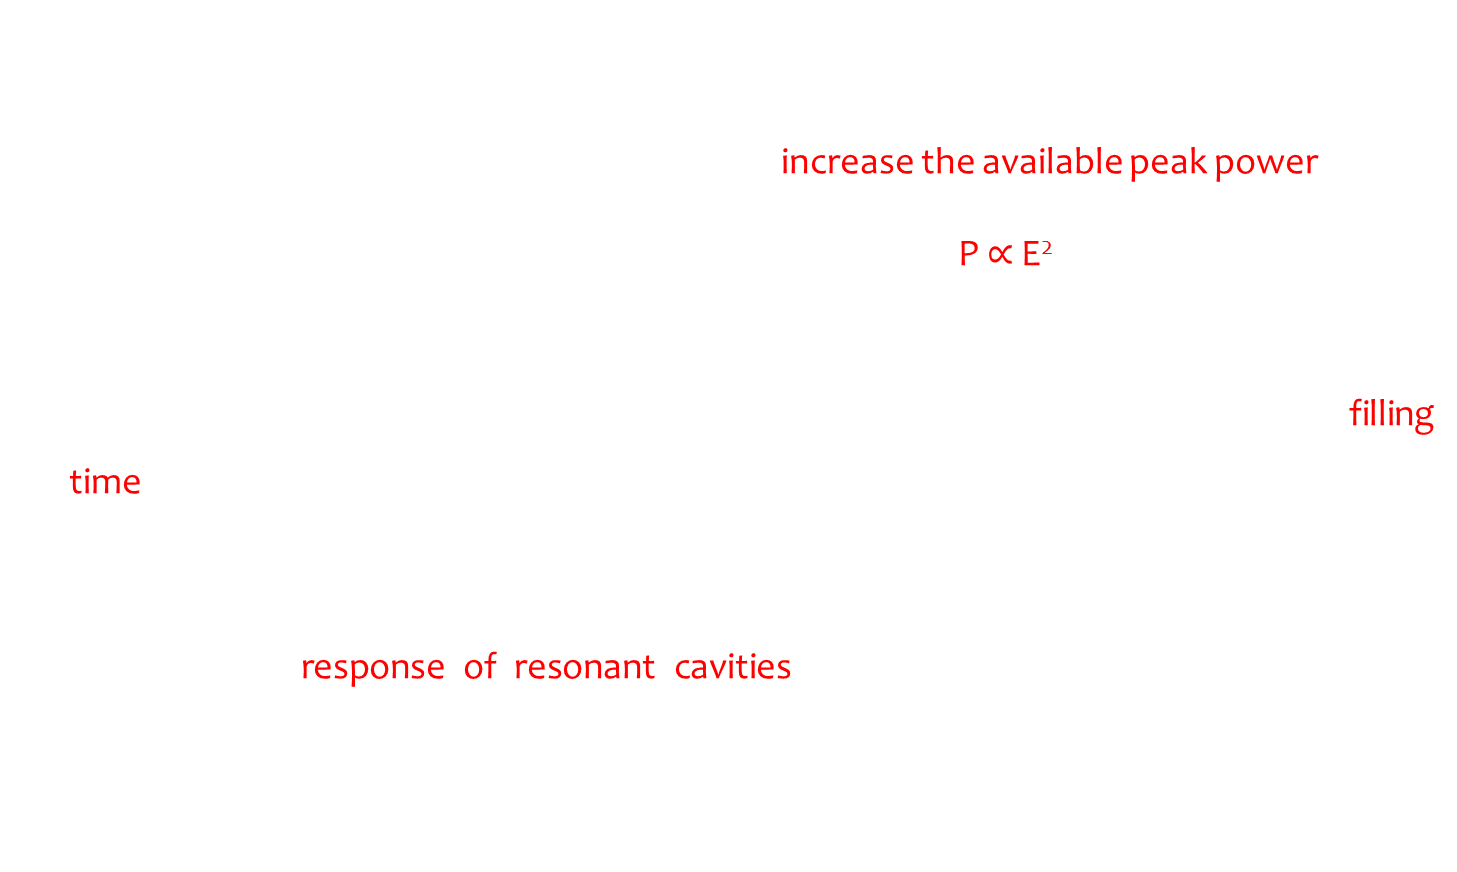 increase the available peak power
P ∝ E²
filling
time
response of resonant cavities